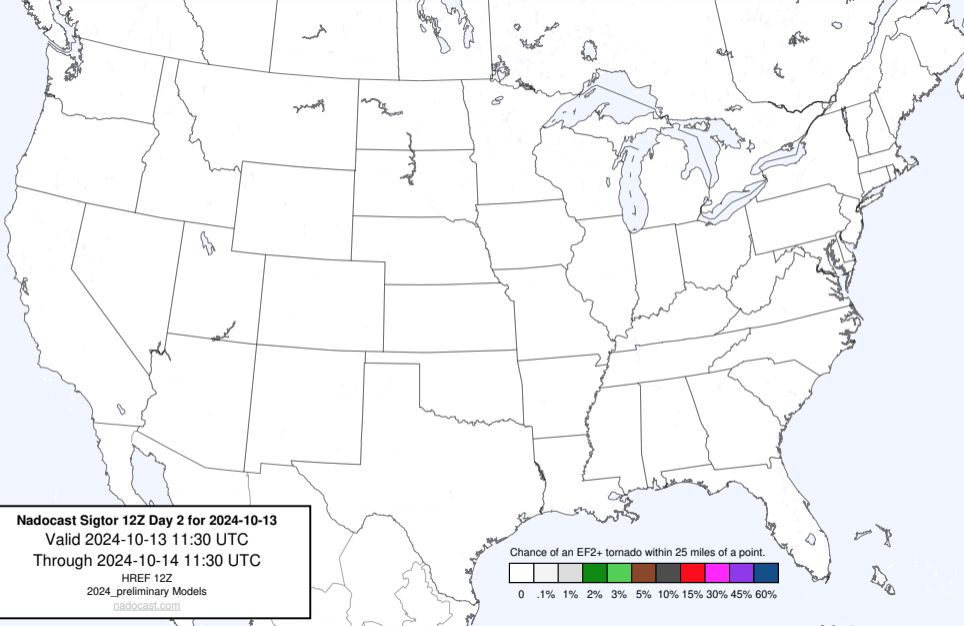 Nadocast Sigtor 12Z Day 2 for 2024-10-13
Valid 2024-10-13 11:30 UTC
Through 2024-10-14 11:30 UTC
HREF 12Z
2024_preliminary Models
nadocast.com
Chance of an EF2+ tornado within 25 miles of a point.
0 .1% 1% 2% 3% 5% 10% 15% 30% 45% 60%